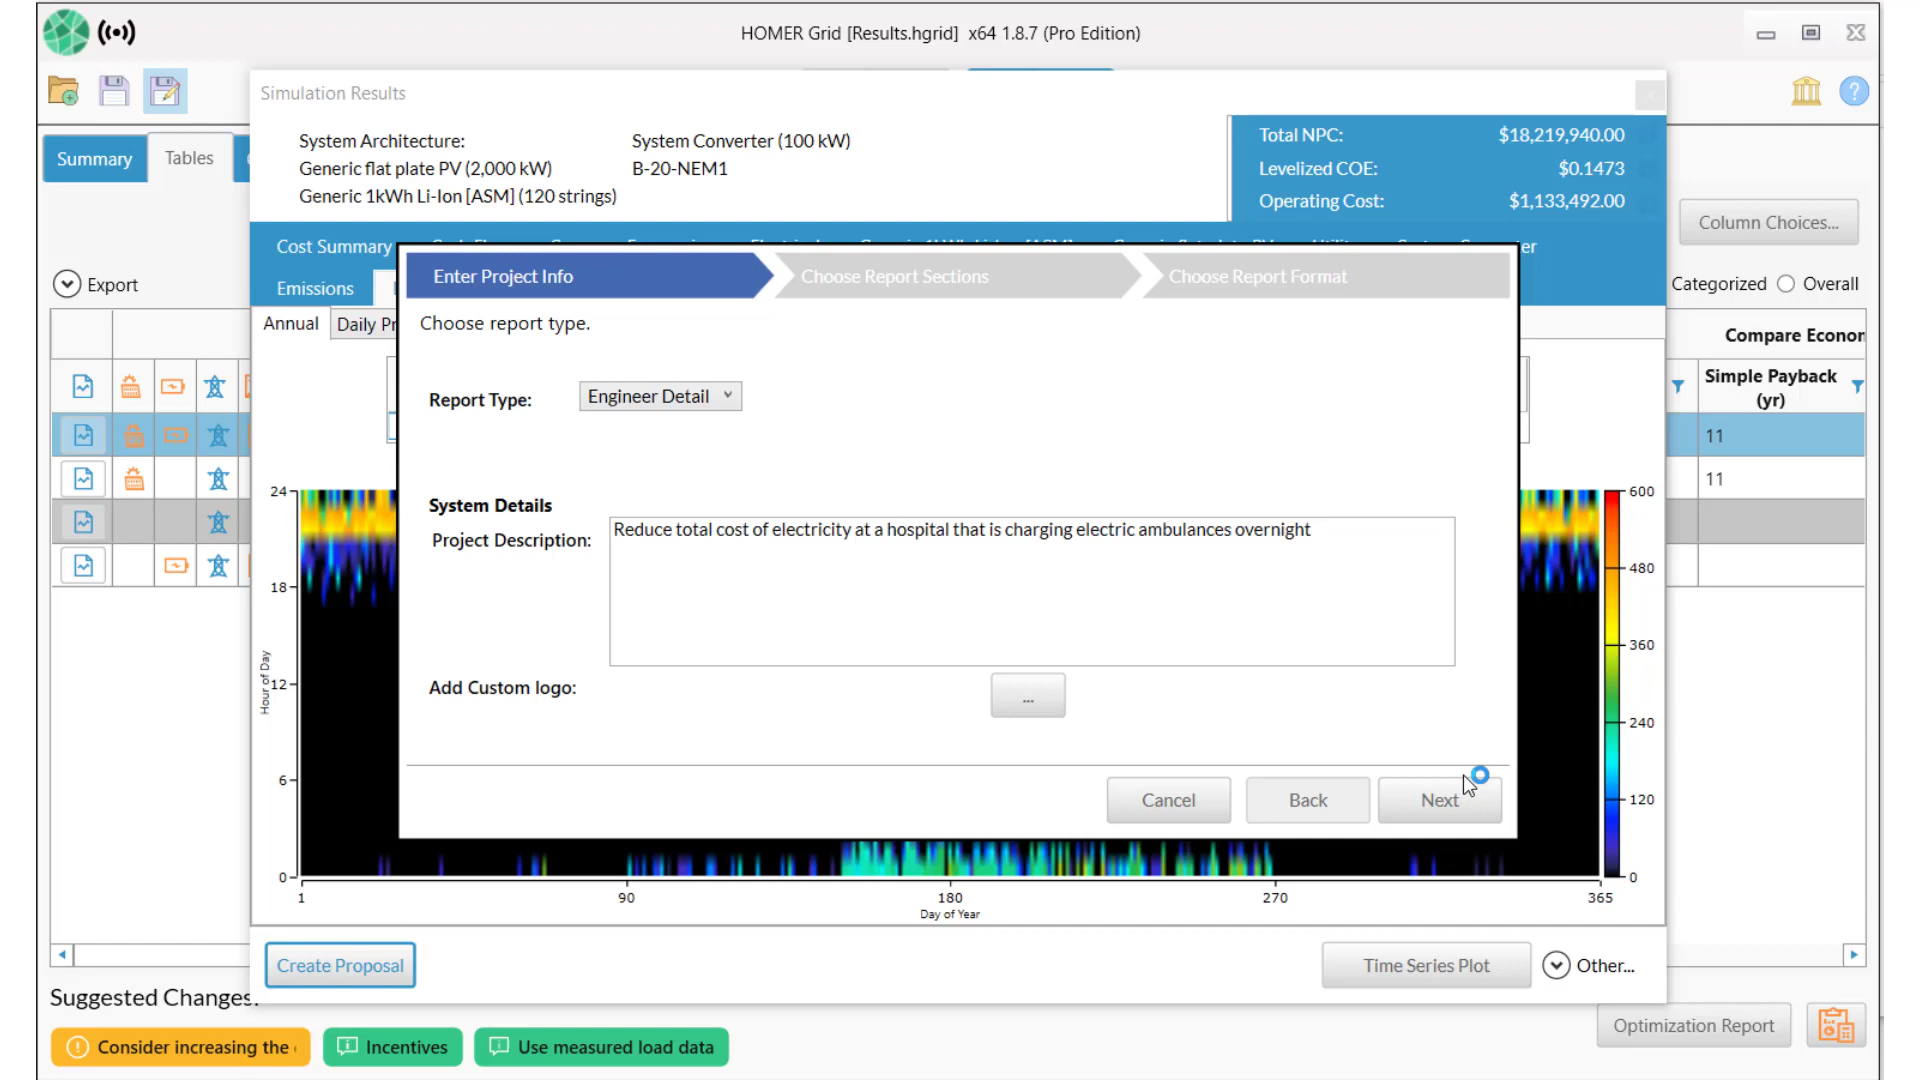 HOMER Grid [Results.hgrid]  x64 1.8.7 (Pro Edition)
Simulation Results
System Architecture:
Generic flat plate PV (2,000 kW)
Generic 1kWh Li-Ion [ASM] (120 strings)
System Converter (100 kW)
B-20-NEM1
Total NPC: $18,219,940.00
Levelized COE: $0.1473
Operating Cost: $1,133,492.00
Summary
Tables
Column Choices...
Cost Summary
Emissions
Export
Categorized
Overall
Annual
Daily Pr
Enter Project Info
Choose Report Sections
Choose Report Format
Choose report type.
Report Type: Engineer Detail
System Details
Project Description: Reduce total cost of electricity at a hospital that is charging electric ambulances overnight
Add Custom logo: ...
Cancel
Back
Next
Compare Econor
Simple Payback
(yr)
11
11
24
18
12
6
0
Hour of Day
1
90
180
270
365
Day of Year
600
480
360
240
120
0
Create Proposal
Time Series Plot
Other...
Suggested Changes:
Consider increasing the
Incentives
Use measured load data
Optimization Report